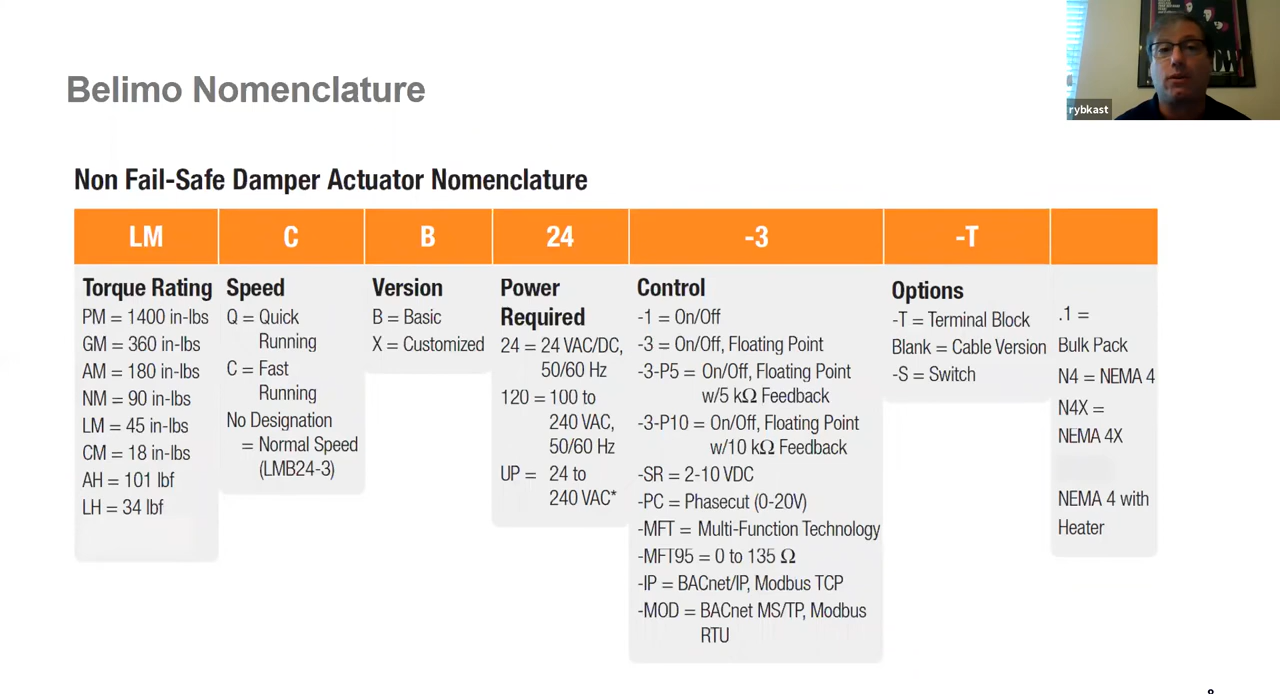 Belimo Nomenclature
rybkast
Non Fail-Safe Damper Actuator Nomenclature
LM
C
B
24
-3
-T
Torque Rating
PM = 1400 in-lbs
GM = 360 in-lbs
AM = 180 in-lbs
NM = 90 in-lbs
LM = 45 in-lbs
CM = 18 in-lbs
AH = 101 lbf
LH = 34 lbf
Speed
Q = Quick
Running
C = Fast
Running
No Designation
= Normal Speed
(LMB24-3)
Version
B = Basic
X = Customized
Power
Required
24 = 24 VAC/DC,
50/60 Hz
120 = 100 to
240 VAC,
50/60 Hz
UP = 24 to
240 VAC*
Control
-1 = On/Off
-3 = On/Off, Floating Point
-3-P5 = On/Off, Floating Point
w/5 kΩ Feedback
-3-P10 = On/Off, Floating Point
w/10 kΩ Feedback
-SR = 2-10 VDC
-PC = Phasecut (0-20V)
-MFT = Multi-Function Technology
-MFT95 = 0 to 135 Ω
-IP = BACnet/IP, Modbus TCP
-MOD = BACnet MS/TP, Modbus
RTU
Options
-T = Terminal Block
Blank = Cable Version
-S = Switch
.1 =
Bulk Pack
N4 = NEMA 4
N4X =
NEMA 4X
NEMA 4 with
Heater